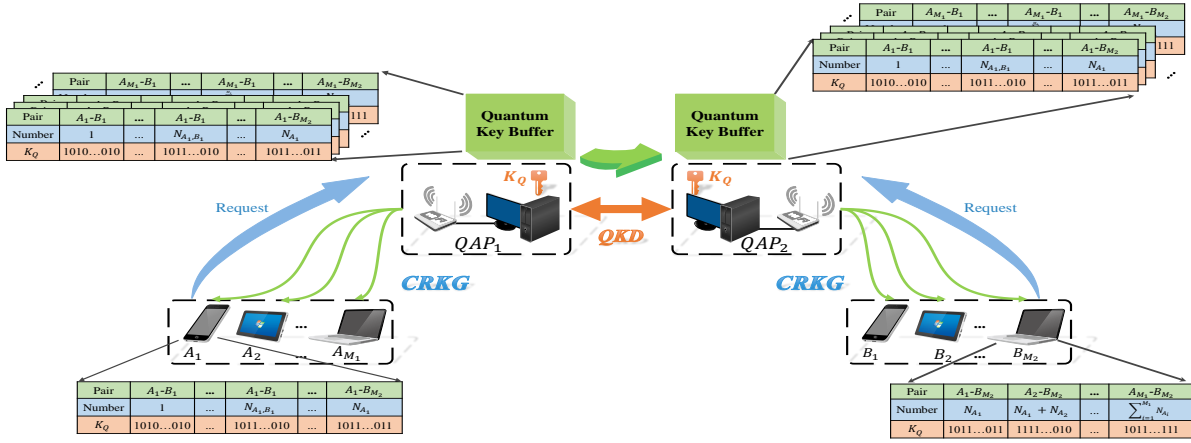 Pair A_{M_1}-B_1 ... A_{M_1}-B_1 ... A_{M_1}-B_{M_2}
111
Pair A_1-B_1 ... A_1-B_1 ... A_1-B_{M_2}
Number 1 ... N_{A_1,B_1} ... N_{A_1}
K_Q 1010...010 ... 1011...010 ... 1011...011
Pair A_{M_1}-B_1 ... A_{M_1}-B_1 ... A_{M_1}-B_{M_2}
111
Pair A_1-B_1 ... A_1-B_1 ... A_1-B_{M_2}
Number 1 ... N_{A_1,B_1} ... N_{A_1}
K_Q 1010...010 ... 1011...010 ... 1011...011
Quantum
Key Buffer
Quantum
Key Buffer
K_Q
K_Q
Request
Request
QAP_1
QKD
QAP_2
CRKG
CRKG
...
A_1 A_2 ... A_{M_1}
...
B_1 B_2 ... B_{M_2}
Pair A_1-B_1 ... A_1-B_1 ... A_1-B_{M_2}
Number 1 ... N_{A_1,B_1} ... N_{A_1}
K_Q 1010...010 ... 1011...010 ... 1011...011
Pair A_1-B_{M_2} A_2-B_{M_2} ... A_{M_1}-B_{M_2}
Number N_{A_1} N_{A_1} + N_{A_2} ... \sum_{i=1}^{M_1} N_{A_i}
K_Q 1011...011 1111...010 ... 1011...111